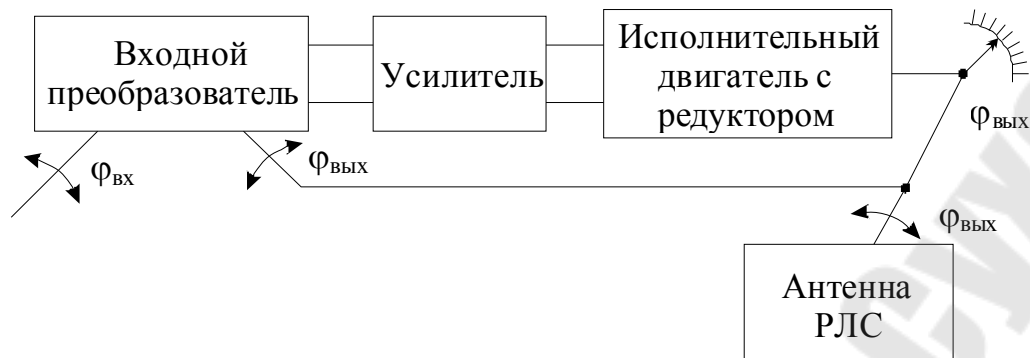 Входной
преобразователь
Усилитель
Исполнительный
двигатель с
редуктором
φвых
φвх
φвых
φвых
Антенна
РЛС